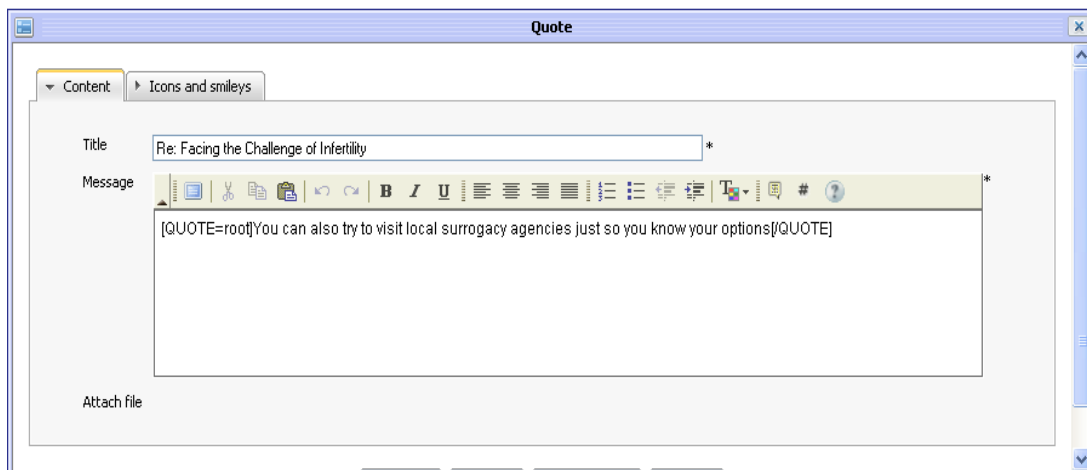 Quote
Content
Icons and smileys
Title
Re: Facing the Challenge of Infertility
*
Message
B I U
#
?
*
[QUOTE=root]You can also try to visit local surrogacy agencies just so you know your options[/QUOTE]
Attach file